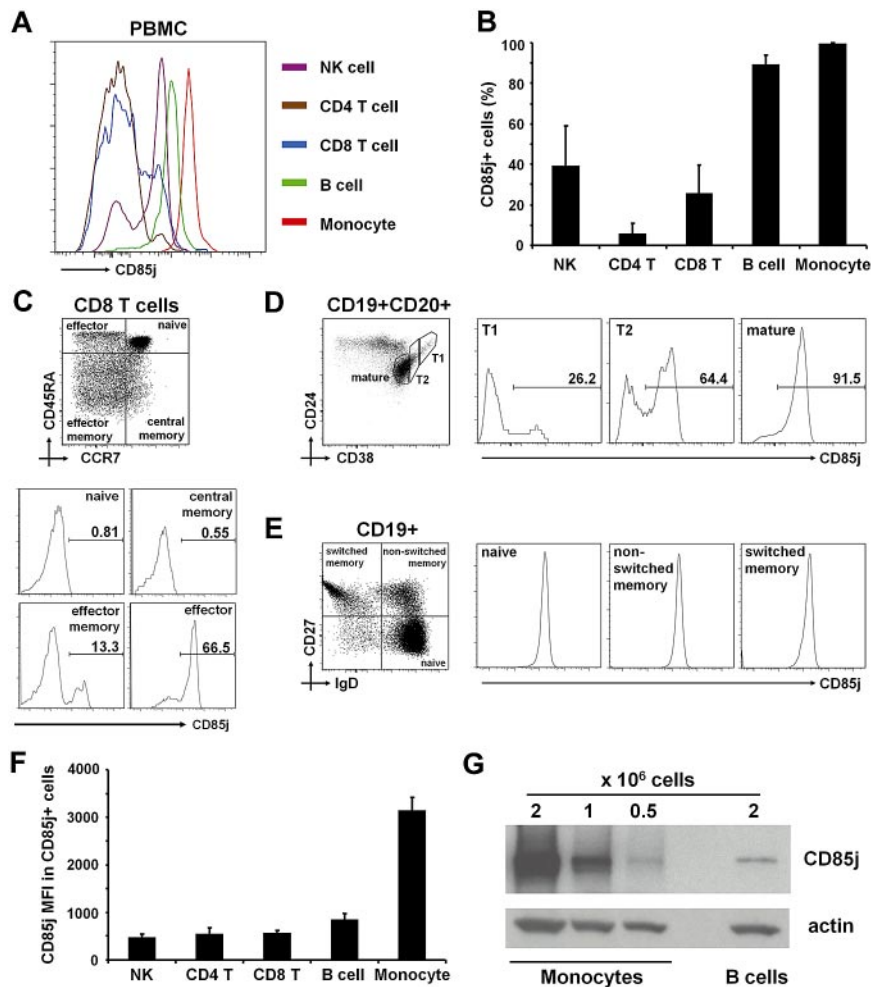 A
PBMC
NK cell
CD4 T cell
CD8 T cell
B cell
Monocyte
CD85j
B
CD85j+ cells (%)
100
80
60
40
20
0
NK
CD4 T
CD8 T
B cell
Monocyte
C
CD8 T cells
effector
naive
effector memory
central memory
CD45RA
CCR7
naive
0.81
central memory
0.55
effector memory
13.3
effector
66.5
CD85j
D
CD19+CD20+
T1
T2
mature
CD24
CD38
T1
26.2
T2
64.4
mature
91.5
CD85j
E
CD19+
switched memory
non-switched memory
naive
CD27
IgD
naive
non-switched memory
switched memory
CD85j
F
CD85j MFI in CD85j+ cells
4000
3000
2000
1000
0
NK
CD4 T
CD8 T
B cell
Monocyte
G
x 10⁶ cells
2 1 0.5 2
CD85j
actin
Monocytes
B cells